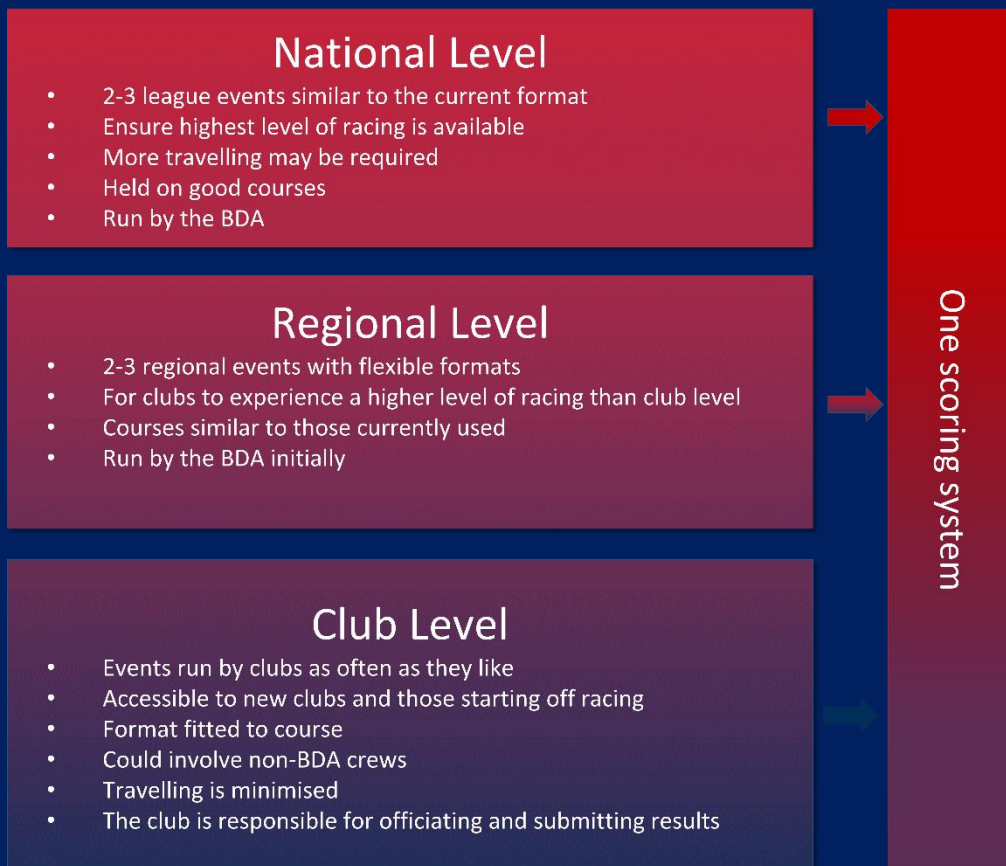 National Level
• 2-3 league events similar to the current format
• Ensure highest level of racing is available
• More travelling may be required
• Held on good courses
• Run by the BDA
Regional Level
• 2-3 regional events with flexible formats
• For clubs to experience a higher level of racing than club level
• Courses similar to those currently used
• Run by the BDA initially
Club Level
• Events run by clubs as often as they like
• Accessible to new clubs and those starting off racing
• Format fitted to course
• Could involve non-BDA crews
• Travelling is minimised
• The club is responsible for officiating and submitting results
One scoring system